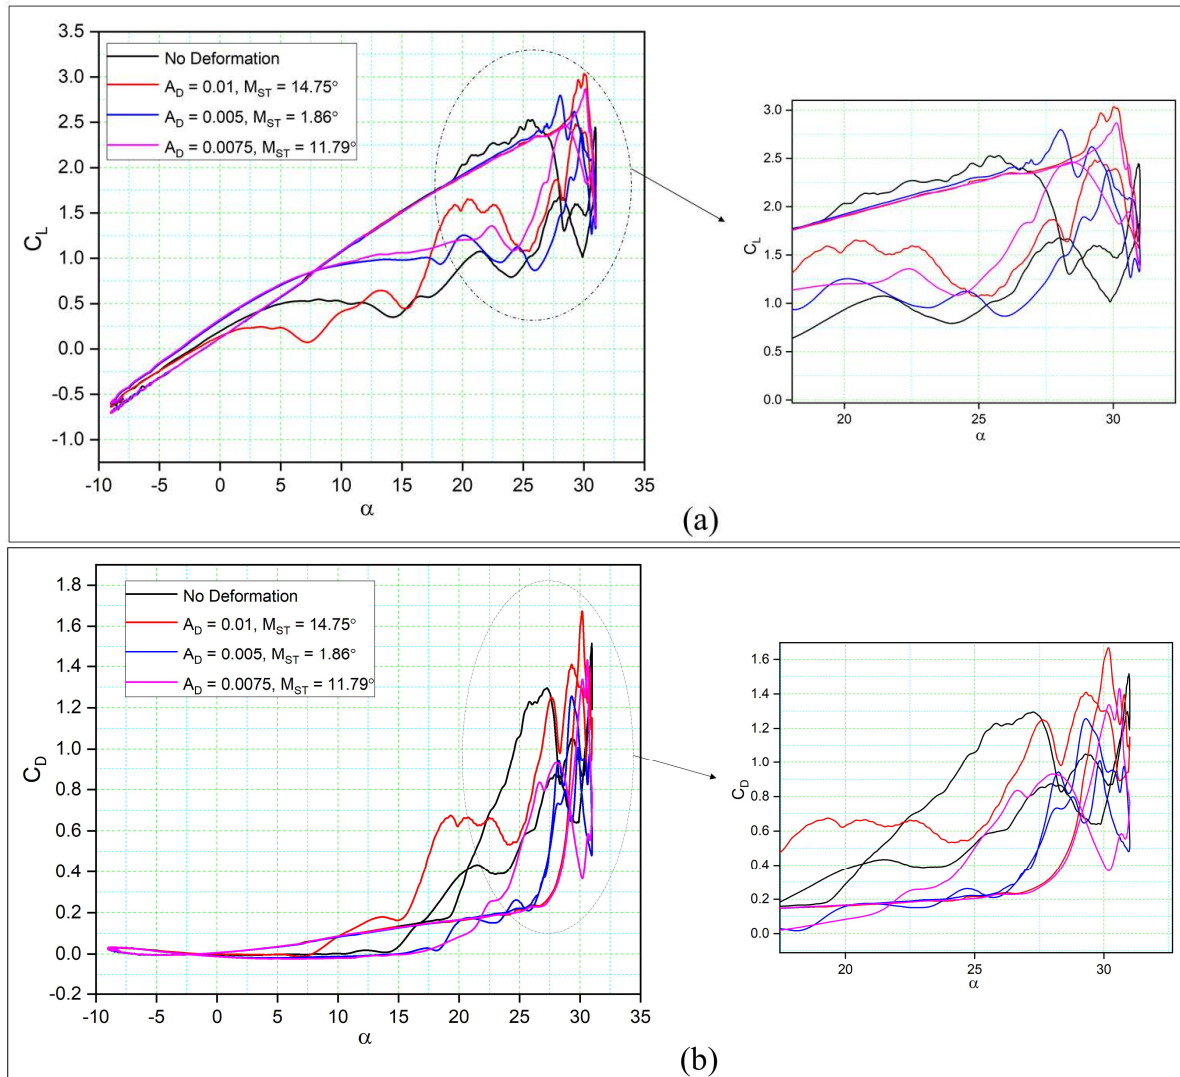 3.5
3.0
2.5
2.0
1.5
1.0
0.5
0.0
-0.5
-1.0
C_L
No Deformation
A_D = 0.01, M_ST = 14.75°
A_D = 0.005, M_ST = 1.86°
A_D = 0.0075, M_ST = 11.79°
-10 -5 0 5 10 15 20 25 30 35
α
3.0
2.5
2.0
1.5
1.0
0.5
0.0
C_L
20 25 30
α
(a)
1.8
1.6
1.4
1.2
1.0
0.8
0.6
0.4
0.2
0.0
-0.2
C_D
No Deformation
A_D = 0.01, M_ST = 14.75°
A_D = 0.005, M_ST = 1.86°
A_D = 0.0075, M_ST = 11.79°
-10 -5 0 5 10 15 20 25 30 35
α
1.6
1.4
1.2
1.0
0.8
0.6
0.4
0.2
0.0
C_D
20 25 30
α
(b)